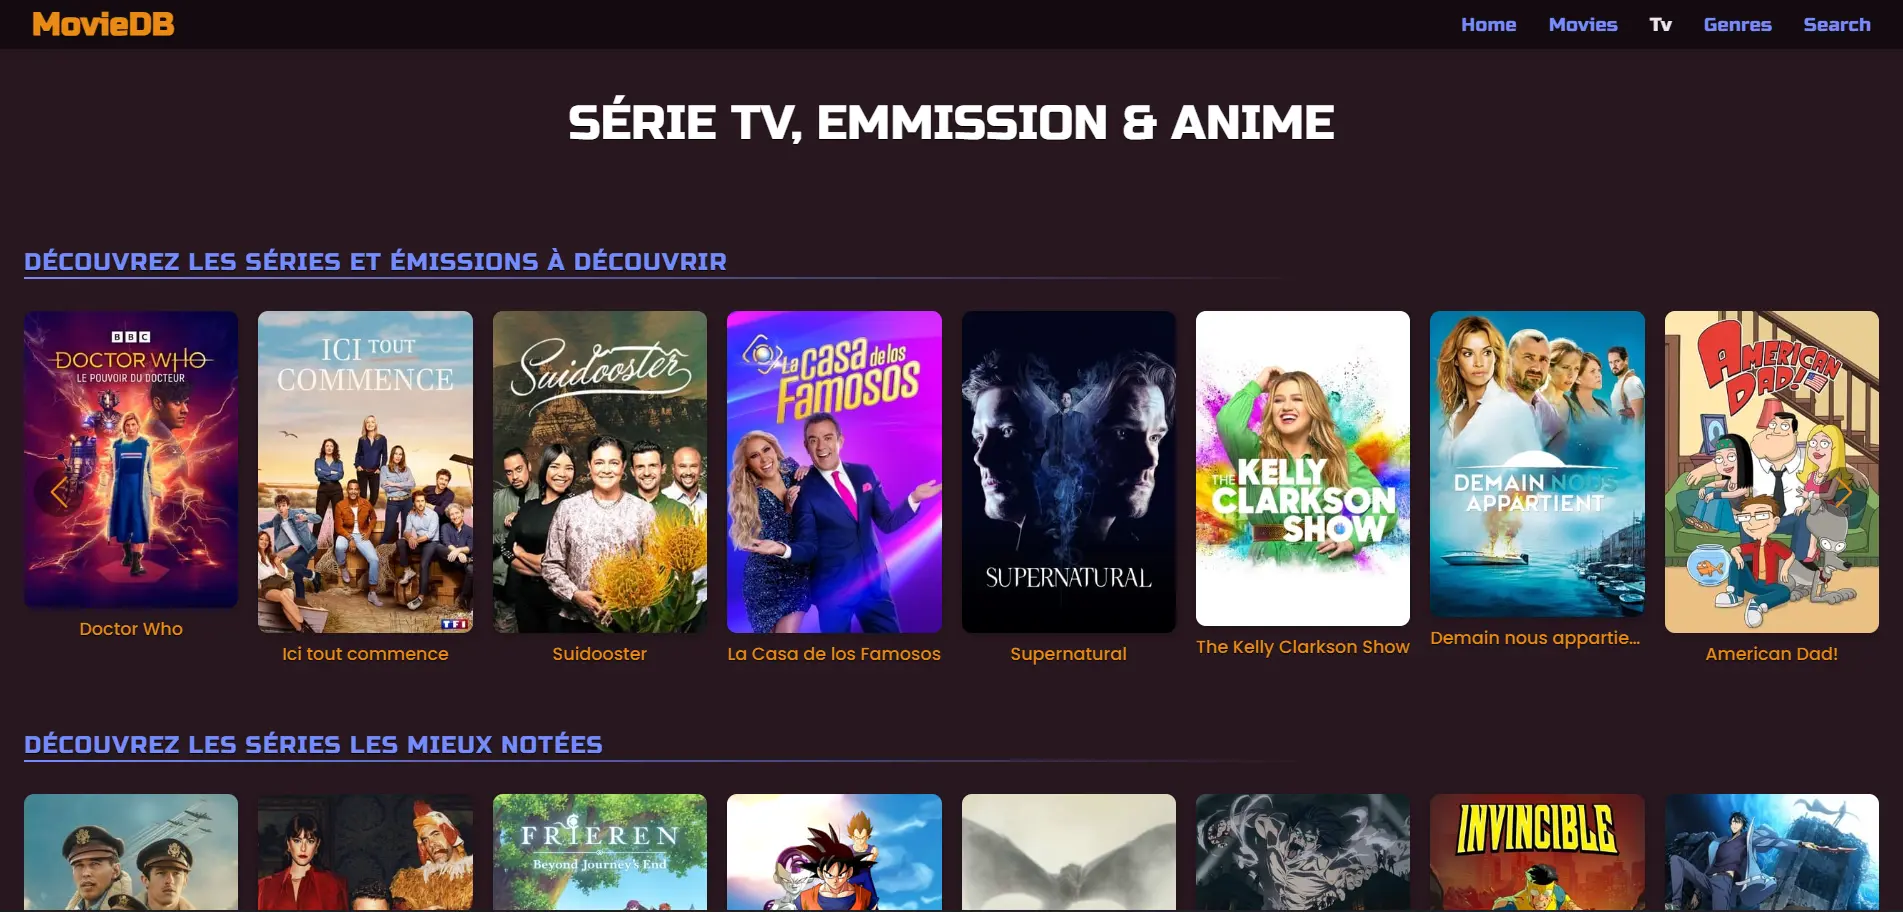 MovieDB
Home Movies Tv Genres Search
SÉRIE TV, EMMISSION & ANIME
DÉCOUVREZ LES SÉRIES ET ÉMISSIONS À DÉCOUVRIR
BBC
DOCTOR WHO
LE POUVOIR DU DOCTEUR
ICI TOUT
COMMENCE
TF1
Suidooster
La casa de los
Famosos
SUPERNATURAL
THE KELLY
CLARKSON
SHOW
DEMAIN NOUS
APPARTIENT
AMERICAN
DAD!
Doctor Who
Ici tout commence
Suidooster
La Casa de los Famosos
Supernatural
The Kelly Clarkson Show
Demain nous appartie...
American Dad!
DÉCOUVREZ LES SÉRIES LES MIEUX NOTÉES
FRIEREN
Beyond Journey's End
INVINCIBLE